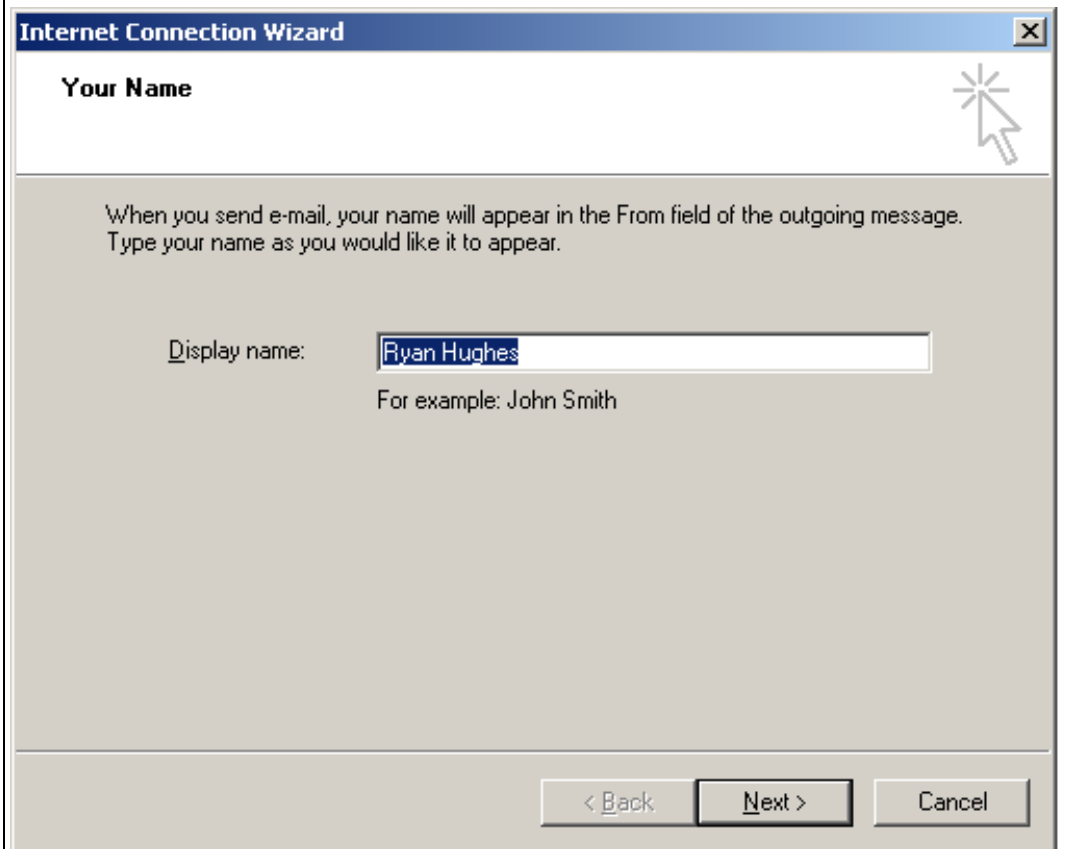 Internet Connection Wizard
Your Name
When you send e-mail, your name will appear in the From field of the outgoing message.
Type your name as you would like it to appear.
Display name: Ryan Hughes
For example: John Smith
< Back Next > Cancel